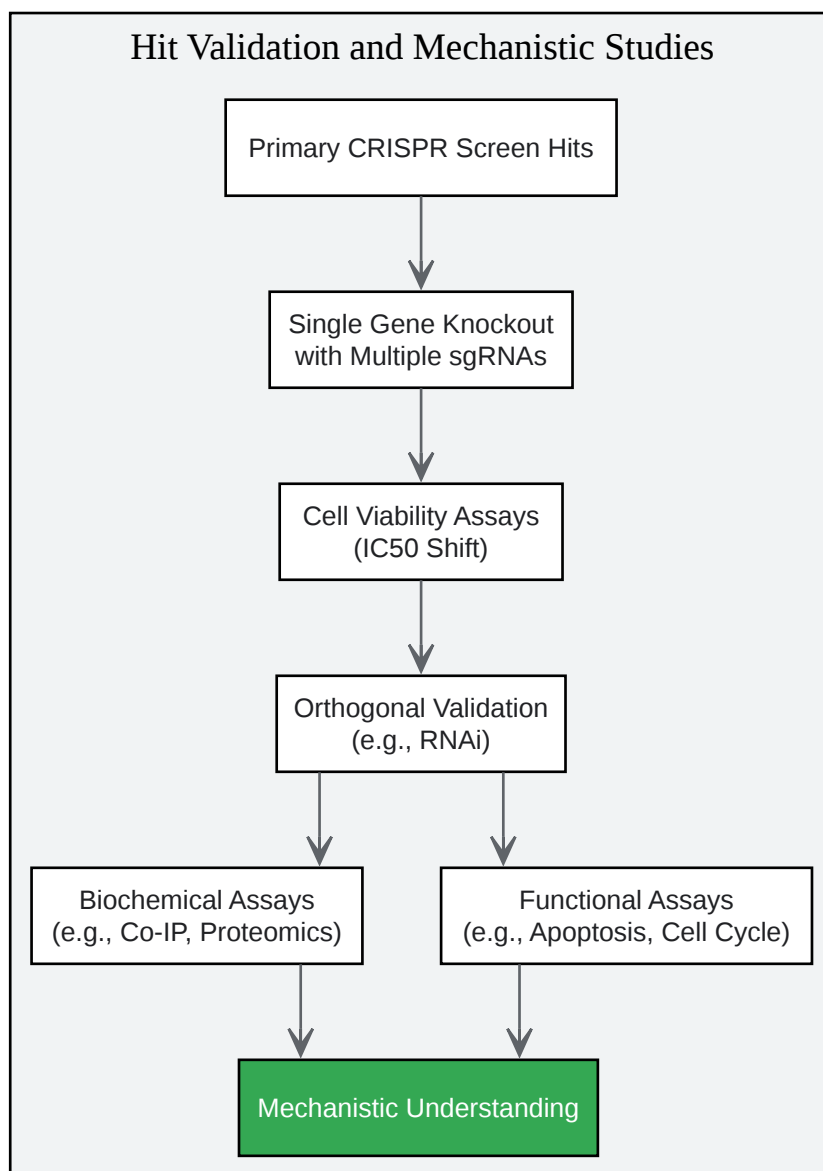 Hit Validation and Mechanistic Studies
Primary CRISPR Screen Hits
Single Gene Knockout
with Multiple sgRNAs
Cell Viability Assays
(IC50 Shift)
Orthogonal Validation
(e.g., RNAi)
Biochemical Assays
(e.g., Co-IP, Proteomics)
Functional Assays
(e.g., Apoptosis, Cell Cycle)
Mechanistic Understanding